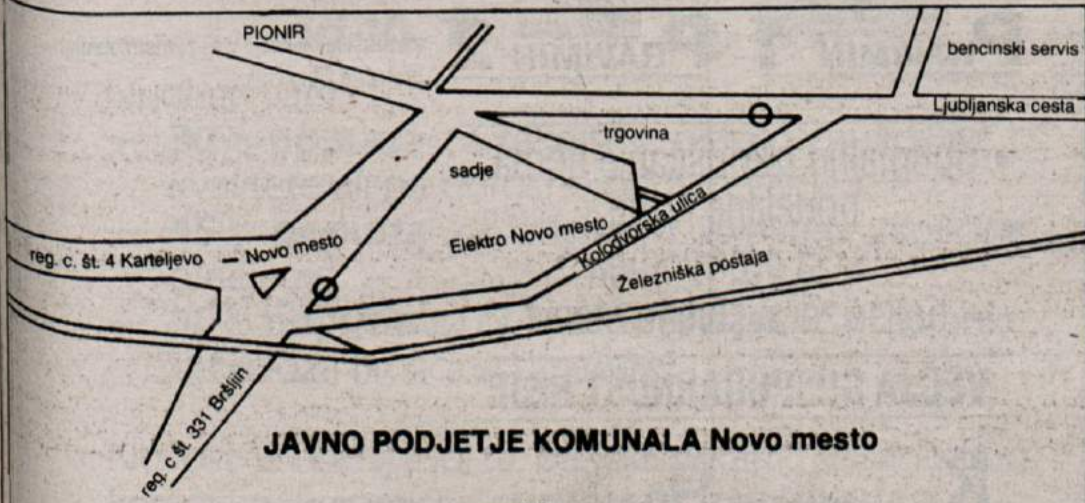 PIONIR
bencinski servis
Ljubljanska cesta
trgovina
sadje
Elektro Novo mesto
Kolodvorska ulica
Železniška postaja
reg. c. št. 4 Karteljevo — Novo mesto
reg. c št. 331 Bršljin
JAVNO PODJETJE KOMUNALA Novo mesto